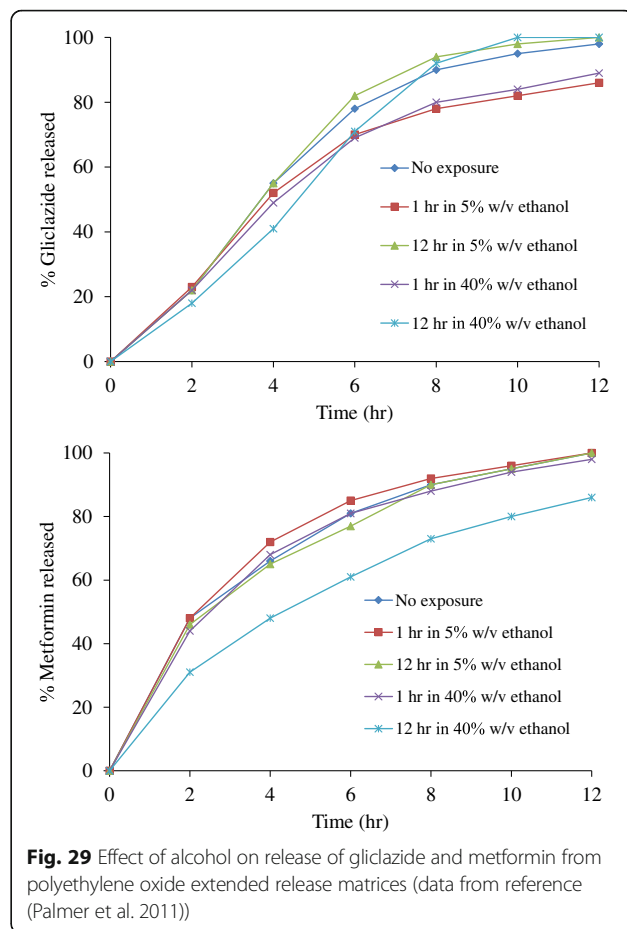 100
80
60
40
20
0
% Gliclazide released
No exposure
1 hr in 5% w/v ethanol
12 hr in 5% w/v ethanol
1 hr in 40% w/v ethanol
12 hr in 40% w/v ethanol
0 2 4 6 8 10 12
Time (hr)
100
80
60
40
20
0
% Metformin released
No exposure
1 hr in 5% w/v ethanol
12 hr in 5% w/v ethanol
1 hr in 40% w/v ethanol
12 hr in 40% w/v ethanol
0 2 4 6 8 10 12
Time (hr)
Fig. 29 Effect of alcohol on release of gliclazide and metformin from
polyethylene oxide extended release matrices (data from reference
(Palmer et al. 2011))